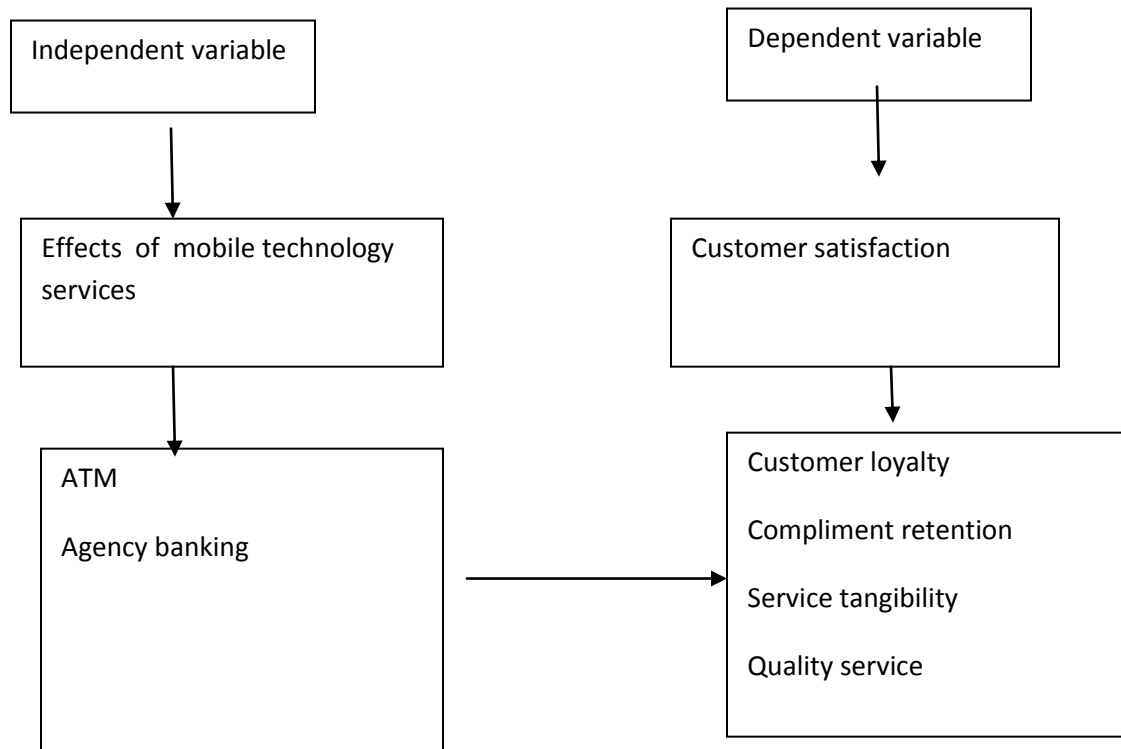 Independent variable
Dependent variable
Effects of mobile technology
services
Customer satisfaction
ATM
Agency banking
Customer loyalty
Compliment retention
Service tangibility
Quality service